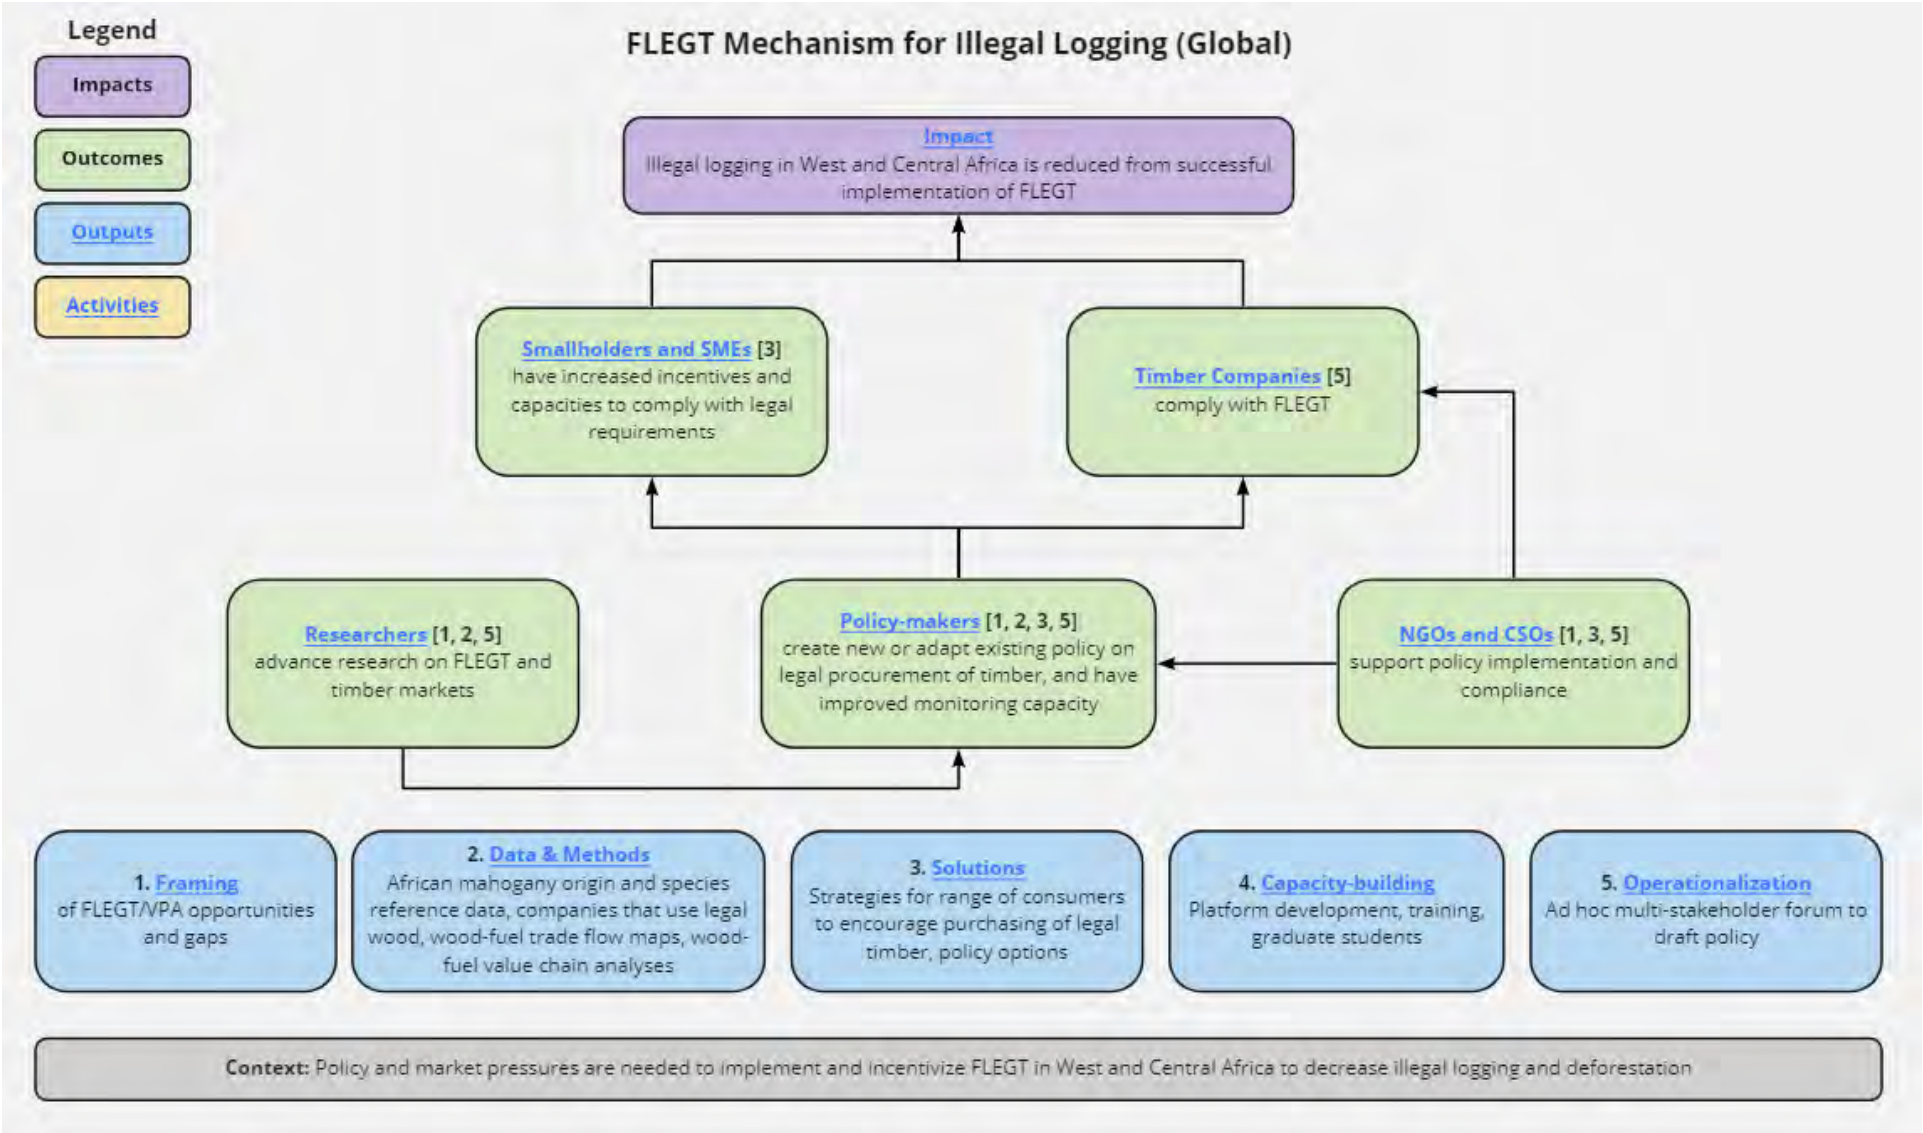 Legend
Impacts
Outcomes
Outputs
Activities
FLEGT Mechanism for Illegal Logging (Global)
Impact
Illegal logging in West and Central Africa is reduced from successful
implementation of FLEGT
Smallholders and SMEs [3]
have increased incentives and
capacities to comply with legal
requirements
Timber Companies [5]
comply with FLEGT
Researchers [1, 2, 5]
advance research on FLEGT and
timber markets
Policy-makers [1, 2, 3, 5]
create new or adapt existing policy on
legal procurement of timber, and have
improved monitoring capacity
NGOs and CSOs [1, 3, 5]
support policy implementation and
compliance
1. Framing
of FLEGT/VPA opportunities
and gaps
2. Data & Methods
African mahogany origin and species
reference data, companies that use legal
wood, wood-fuel trade flow maps, wood-
fuel value chain analyses
3. Solutions
Strategies for range of consumers
to encourage purchasing of legal
timber, policy options
4. Capacity-building
Platform development, training,
graduate students
5. Operationalization
Ad hoc multi-stakeholder forum to
draft policy
Context: Policy and market pressures are needed to implement and incentivize FLEGT in West and Central Africa to decrease illegal logging and deforestation